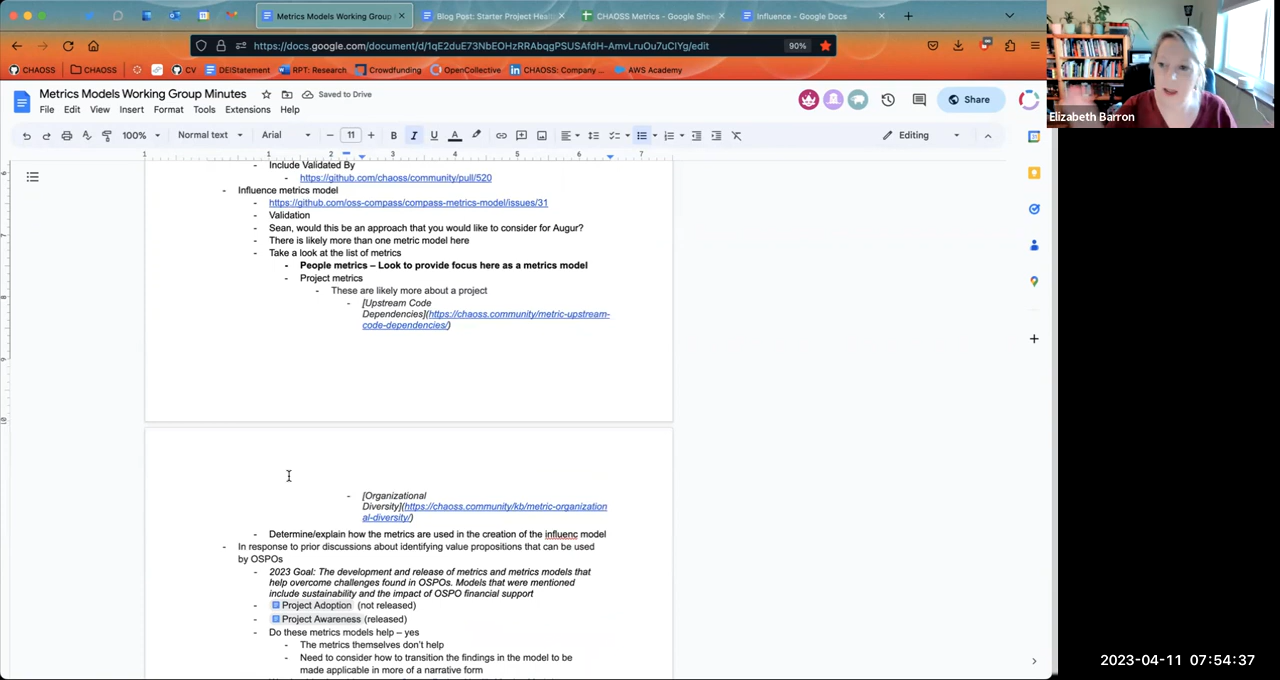 Metrics Models Working Group
Blog Post: Starter Project Hea
CHAOSS Metrics - Google She
Influence - Google Docs
https://docs.google.com/document/d/1qE2duE73NbEOHzRRAbqgPSUSAfdH-AmvLruOu7uCIYg/edit
90%
CHAOSS
CHAOSS
CV
DEIStatement
RPT: Research
Crowdfunding
OpenCollective
CHAOSS: Company ...
AWS Academy
Elizabeth Barron
Metrics Models Working Group Minutes
Saved to Drive
File Edit View Insert Format Tools Extensions Help
Share
100%
Normal text
Arial
11
B I U A
Editing
1 1 2 3 4 5 6 7
- Include Validated By
- https://github.com/chaoss/community/pull/520
- Influence metrics model
- https://github.com/oss-compass/compass-metrics-model/issues/31
- Validation
- Sean, would this be an approach that you would like to consider for Augur?
- There is likely more than one metric model here
- Take a look at the list of metrics
- People metrics – Look to provide focus here as a metrics model
- Project metrics
- These are likely more about a project
- [Upstream Code
Dependencies](https://chaoss.community/metric-upstream-
code-dependencies/)
- [Organizational
Diversity](https://chaoss.community/kb/metric-organization
al-diversity/)
- Determine/explain how the metrics are used in the creation of the influenc model
- In response to prior discussions about identifying value propositions that can be used
by OSPOs
- 2023 Goal: The development and release of metrics and metrics models that
help overcome challenges found in OSPOs. Models that were mentioned
include sustainability and the impact of OSPO financial support
- Project Adoption (not released)
- Project Awareness (released)
- Do these metrics models help – yes
- The metrics themselves don't help
- Need to consider how to transition the findings in the model to be
made applicable in more of a narrative form
2023-04-11 07:54:37